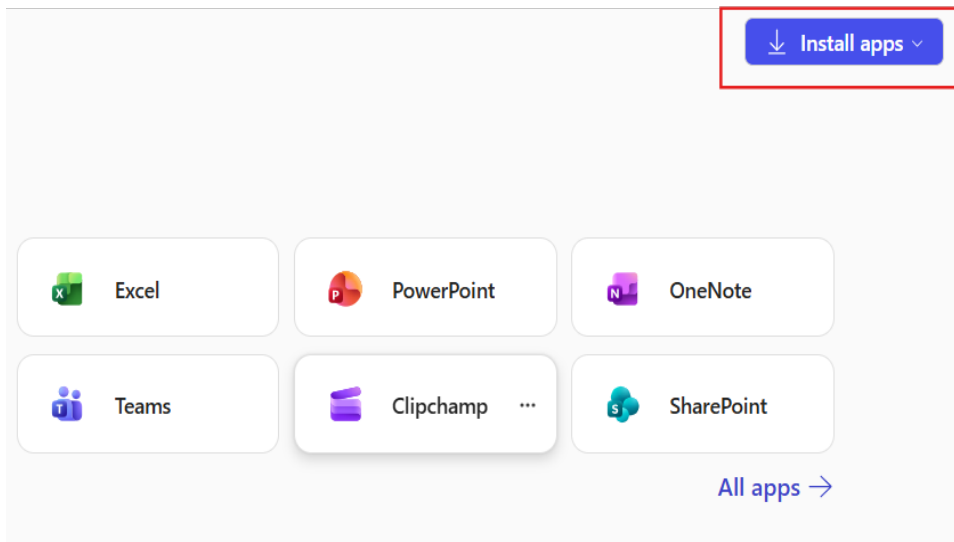 Install apps
Excel
PowerPoint
OneNote
Teams
Clipchamp ...
SharePoint
All apps →